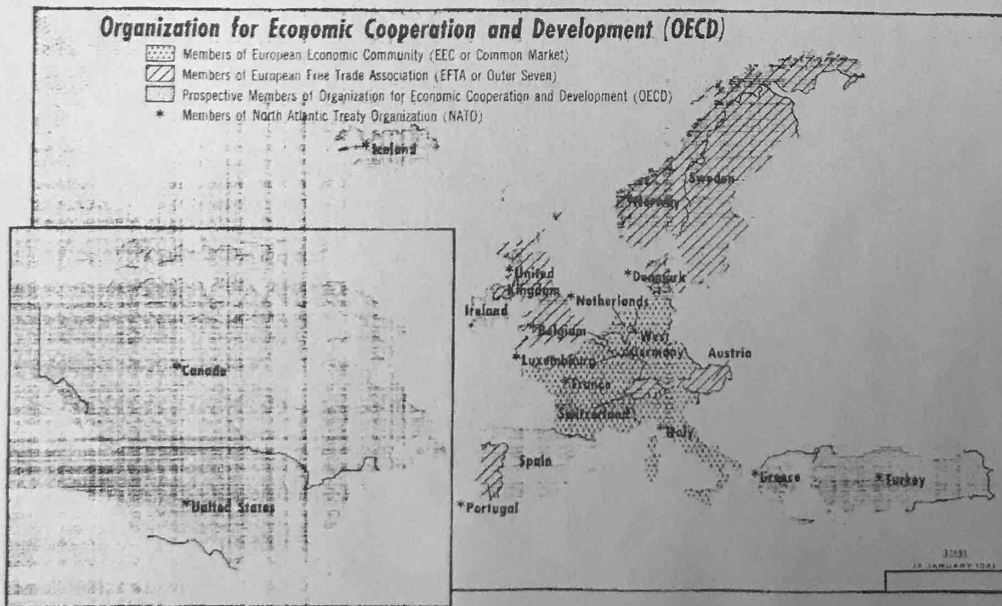 Organization for Economic Cooperation and Development (OECD)
Members of European Economic Community (EEC or Common Market)
Members of European Free Trade Association (EFTA or Outer Seven)
Prospective Members of Organization for Economic Cooperation and Development (OECD)
* Members of North Atlantic Treaty Organization (NATO)
*Iceland
Sweden
*Norway
*United
Kingdom
*Denmark
Ireland
*Netherlands
*Belgium
West
Germany
*Luxembourg
Austria
*Canada
*France
Switzerland
*Italy
Spain
*Portugal
*Greece
*Turkey
*United States
JANUARY